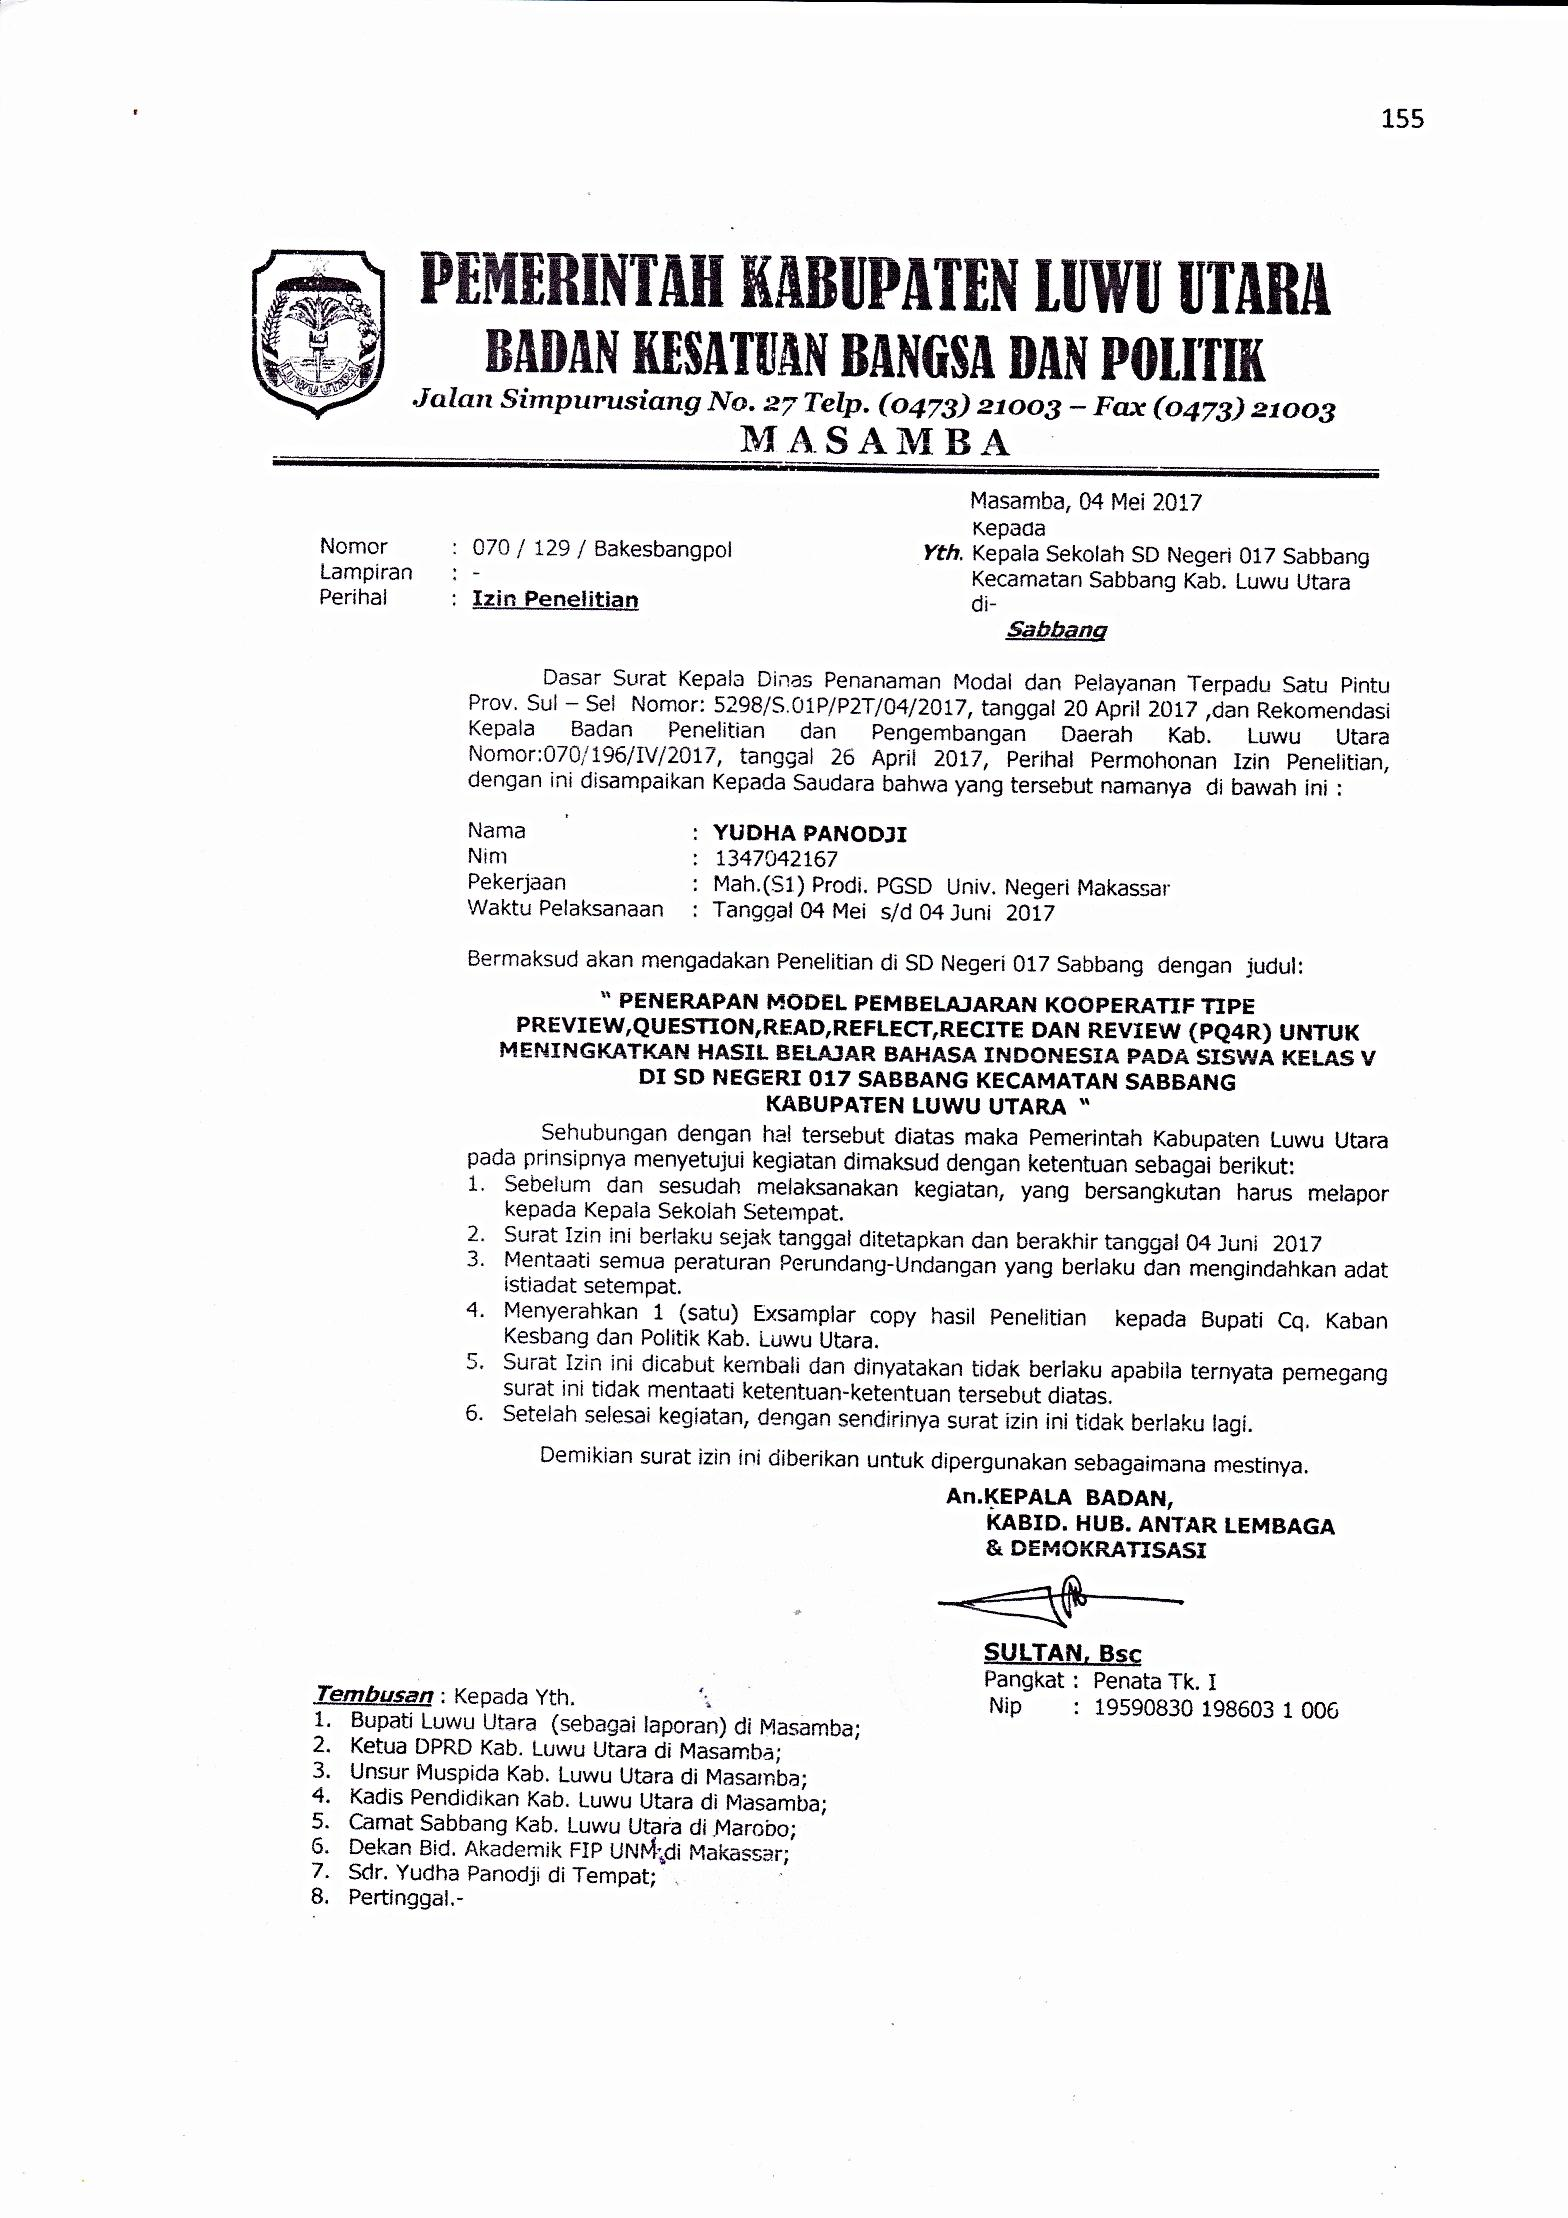 155
PEMERINTAH KABUPATEN LUWU UTARA
BADAN KESATUAN BANGSA DAN POLITIK
Jalan Simpurusiang No. 27 Telp. (0473) 21003 – Fax (0473) 21003
MASAMBA
LUWU UTARA
Masamba, 04 Mei 2017
Kepada
Nomor : 070 / 129 / Bakesbangpol
Yth. Kepala Sekolah SD Negeri 017 Sabbang
Lampiran : -
Kecamatan Sabbang Kab. Luwu Utara
Perihal : Izin Penelitian
di-
Sabbang
Dasar Surat Kepala Dinas Penanaman Modal dan Pelayanan Terpadu Satu Pintu
Prov. Sul – Sel Nomor: 5298/S.01P/P2T/04/2017, tanggal 20 April 2017 ,dan Rekomendasi
Kepala Badan Penelitian dan Pengembangan Daerah Kab. Luwu Utara
Nomor:070/196/IV/2017, tanggal 26 April 2017, Perihal Permohonan Izin Penelitian,
dengan ini disampaikan Kepada Saudara bahwa yang tersebut namanya di bawah ini :
Nama : YUDHA PANODJI
Nim : 1347042167
Pekerjaan : Mah.(S1) Prodi. PGSD Univ. Negeri Makassar
Waktu Pelaksanaan : Tanggal 04 Mei s/d 04 Juni 2017
Bermaksud akan mengadakan Penelitian di SD Negeri 017 Sabbang dengan judul:
“ PENERAPAN MODEL PEMBELAJARAN KOOPERATIF TIPE
PREVIEW,QUESTION,READ,REFLECT,RECITE DAN REVIEW (PQ4R) UNTUK
MENINGKATKAN HASIL BELAJAR BAHASA INDONESIA PADA SISWA KELAS V
DI SD NEGERI 017 SABBANG KECAMATAN SABBANG
KABUPATEN LUWU UTARA “
Sehubungan dengan hal tersebut diatas maka Pemerintah Kabupaten Luwu Utara
pada prinsipnya menyetujui kegiatan dimaksud dengan ketentuan sebagai berikut:
1. Sebelum dan sesudah melaksanakan kegiatan, yang bersangkutan harus melapor
kepada Kepala Sekolah Setempat.
2. Surat Izin ini berlaku sejak tanggal ditetapkan dan berakhir tanggal 04 Juni 2017
3. Mentaati semua peraturan Perundang-Undangan yang berlaku dan mengindahkan adat
istiadat setempat.
4. Menyerahkan 1 (satu) Exsamplar copy hasil Penelitian kepada Bupati Cq. Kaban
Kesbang dan Politik Kab. Luwu Utara.
5. Surat Izin ini dicabut kembali dan dinyatakan tidak berlaku apabila ternyata pemegang
surat ini tidak mentaati ketentuan-ketentuan tersebut diatas.
6. Setelah selesai kegiatan, dengan sendirinya surat izin ini tidak berlaku lagi.
Demikian surat izin ini diberikan untuk dipergunakan sebagaimana mestinya.
An.KEPALA BADAN,
KABID. HUB. ANTAR LEMBAGA
& DEMOKRATISASI
SULTAN, Bsc
Pangkat : Penata Tk. I
Nip : 19590830 198603 1 006
Tembusan : Kepada Yth.
1. Bupati Luwu Utara (sebagai laporan) di Masamba;
2. Ketua DPRD Kab. Luwu Utara di Masamba;
3. Unsur Muspida Kab. Luwu Utara di Masamba;
4. Kadis Pendidikan Kab. Luwu Utara di Masamba;
5. Camat Sabbang Kab. Luwu Utara di Marobo;
6. Dekan Bid. Akademik FIP UNM di Makassar;
7. Sdr. Yudha Panodji di Tempat;
8. Pertinggal.-